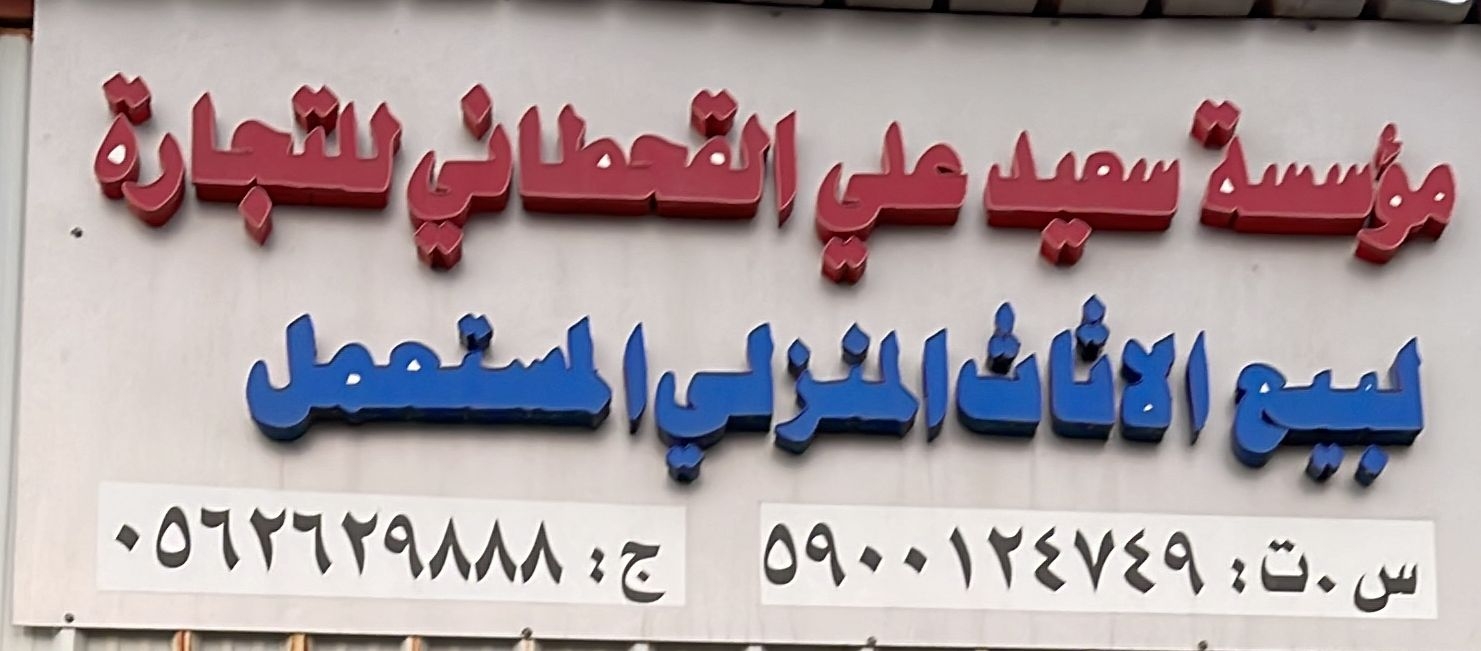 مؤسسة سعيد علي القحطاني للتجارة
لبيع الاثاث المنزلي المستعمل
س.ت: ٥٩٠٠١٢٤٧٤٩ ج: ٠٥٦٢٦٢٩٨٨٨